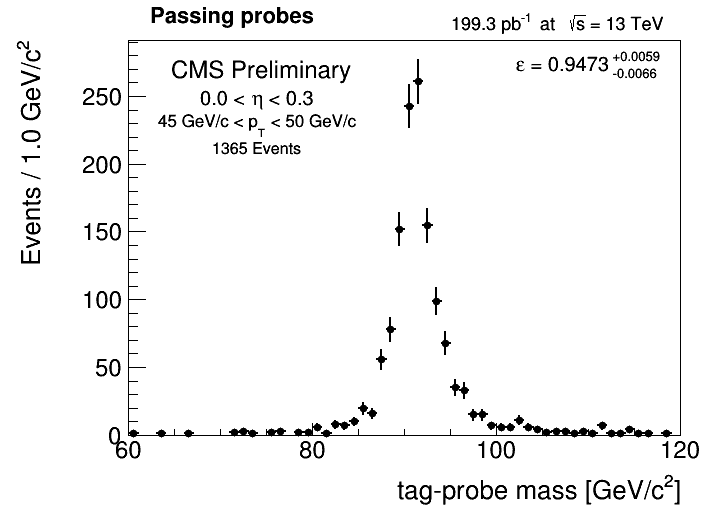 Passing probes
199.3 pb⁻¹ at √s = 13 TeV
CMS Preliminary
0.0 < η < 0.3
45 GeV/c < p_T < 50 GeV/c
1365 Events
ε = 0.9473 +0.0059 -0.0066
Events / 1.0 GeV/c²
250
200
150
100
50
0
60 80 100 120
tag-probe mass [GeV/c²]